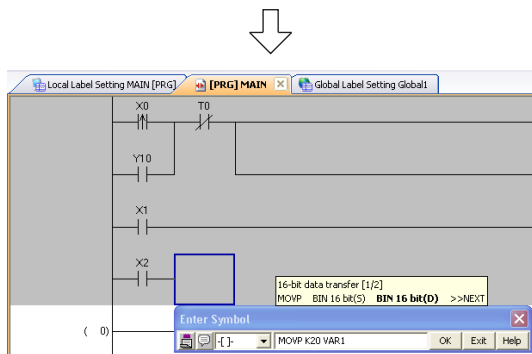 Local Label Setting MAIN [PRG] [PRG] MAIN Global Label Setting Global1
X0 T0
Y10
X1
X2
16-bit data transfer [1/2]
MOVP BIN 16 bit(S) BIN 16 bit(D) >>NEXT
Enter Symbol
( 0)
-[ ]- MOVP K20 VAR1 OK Exit Help